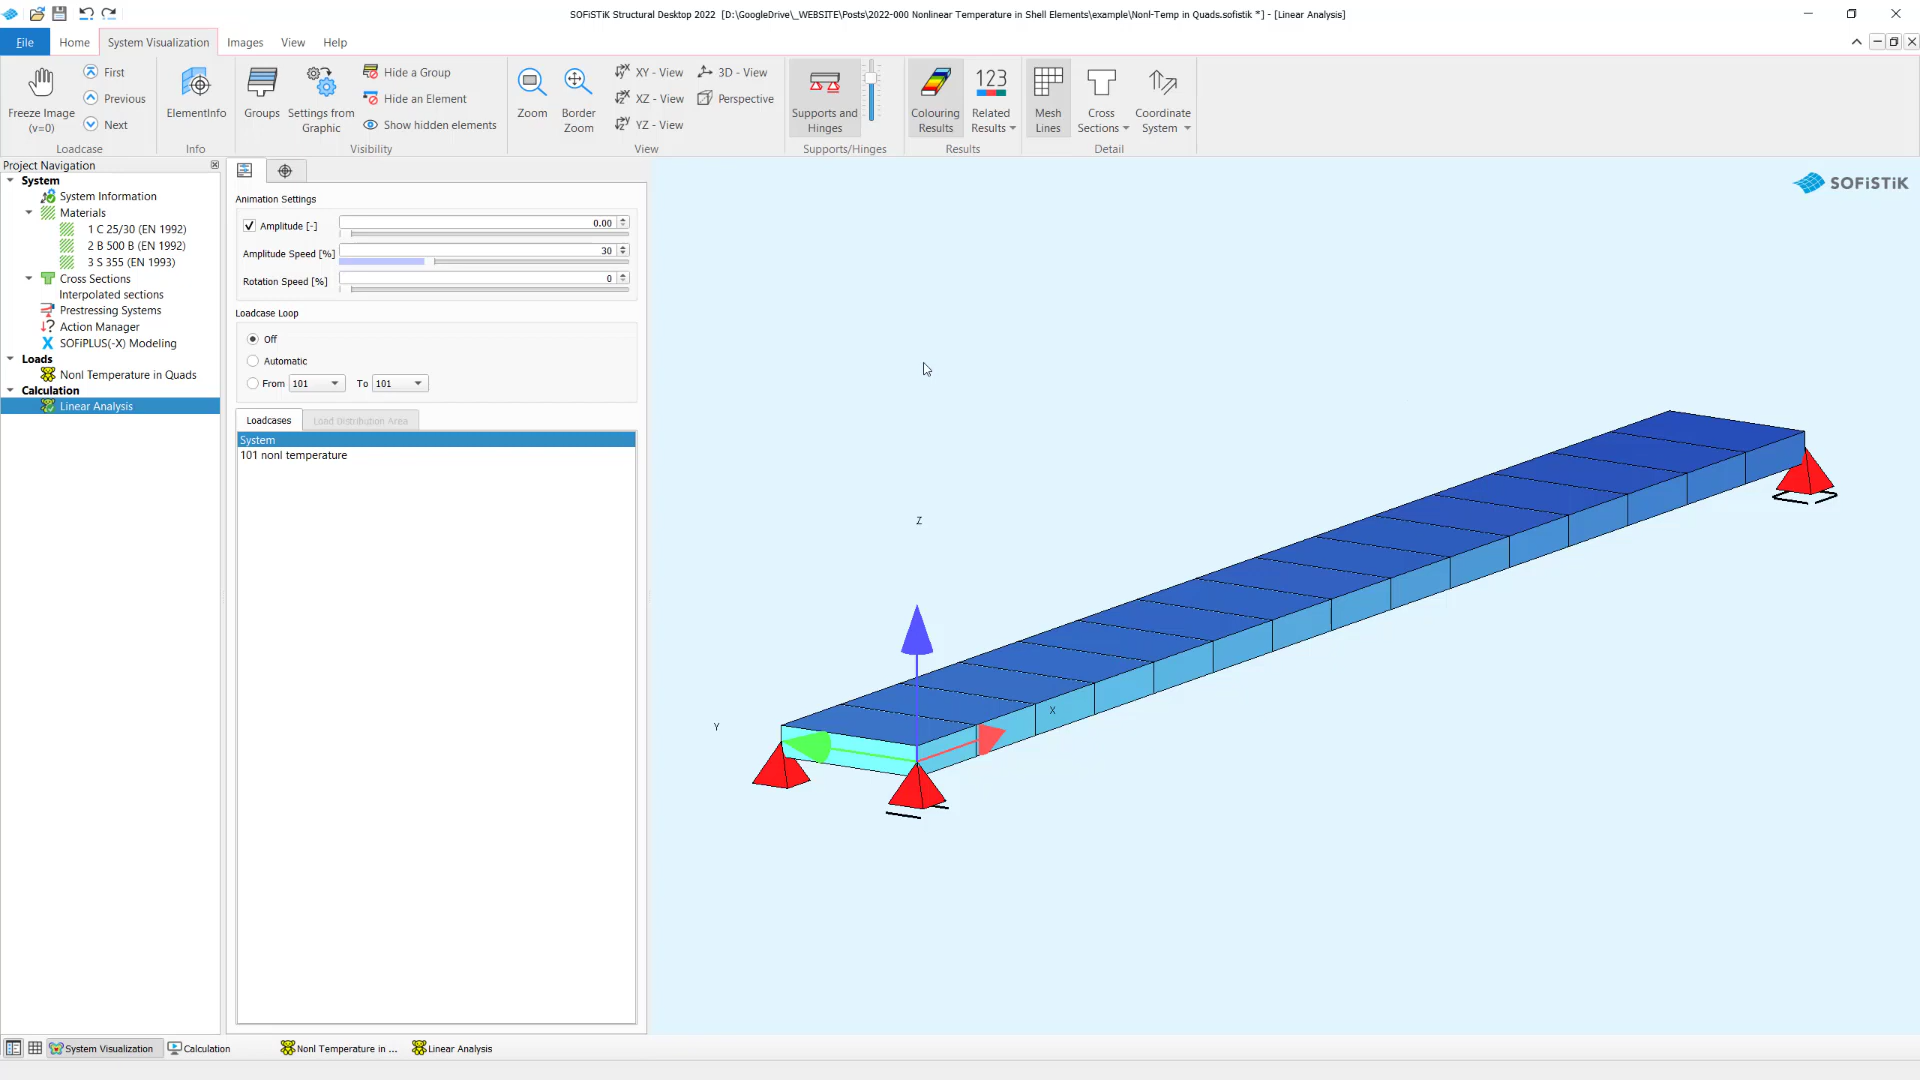 SOFiSTiK Structural Desktop 2022 [D:\GoogleDrive\_WEBSITE\Posts\2022-000 Nonlinear Temperature in Shell Elements\example\Nonl-Temp in Quads.sofistik *] - [Linear Analysis]
File Home System Visualization Images View Help
Freeze Image (v=0)
First
Previous
Next
Loadcase
ElementInfo
Info
Groups
Settings from Graphic
Hide a Group
Hide an Element
Show hidden elements
Visibility
Zoom
Border Zoom
XY - View
XZ - View
YZ - View
3D - View
Perspective
View
Supports and Hinges
Supports/Hinges
Colouring Results
123
Related Results
Results
Mesh Lines
Cross Sections
Coordinate System
Detail
Project Navigation
System
System Information
Materials
1 C 25/30 (EN 1992)
2 B 500 B (EN 1992)
3 S 355 (EN 1993)
Cross Sections
Interpolated sections
Prestressing Systems
Action Manager
SOFiPLUS(-X) Modeling
Loads
Nonl Temperature in Quads
Calculation
Linear Analysis
Animation Settings
Amplitude [-] 0.00
Amplitude Speed [%] 30
Rotation Speed [%] 0
Loadcase Loop
Off
Automatic
From 101 To 101
Loadcases Load Distribution Area
System
101 nonl temperature
SOFiSTiK
Z
X
Y
System Visualization Calculation Nonl Temperature in ... Linear Analysis